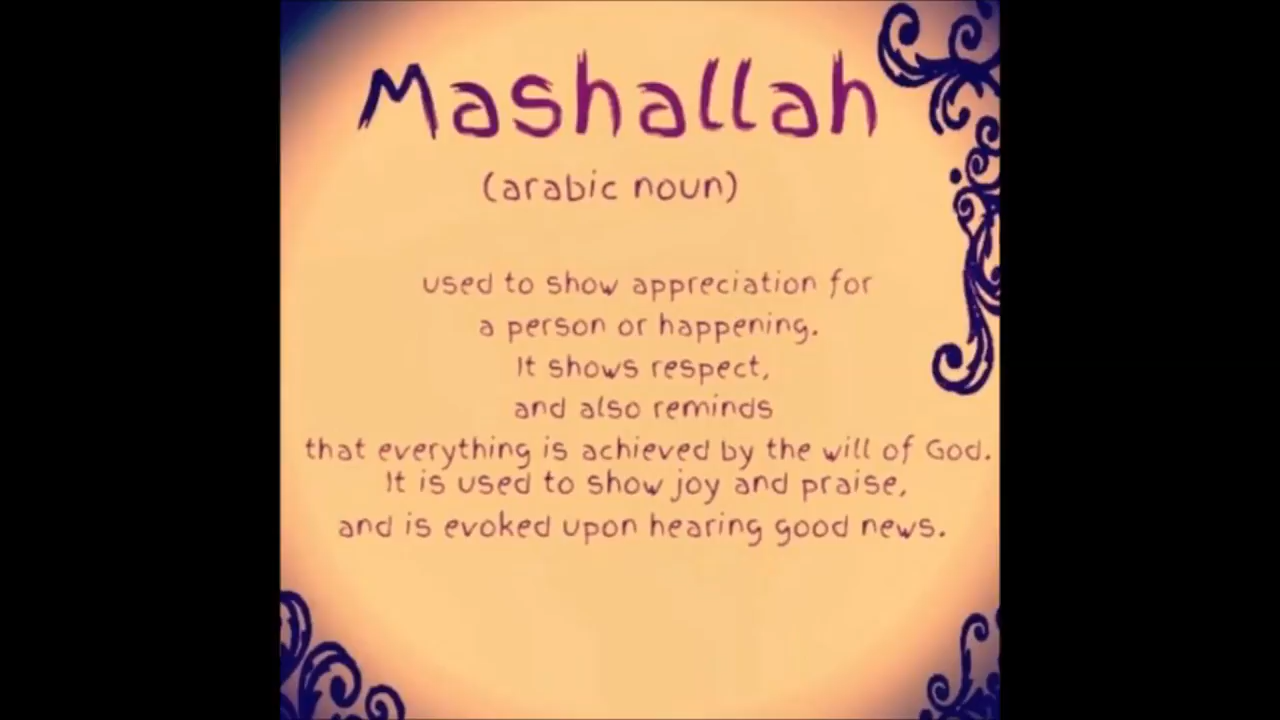 Mashallah
(arabic noun)
used to show appreciation for
a person or happening.
It shows respect,
and also reminds
that everything is achieved by the will of God.
It is used to show joy and praise,
and is evoked upon hearing good news.